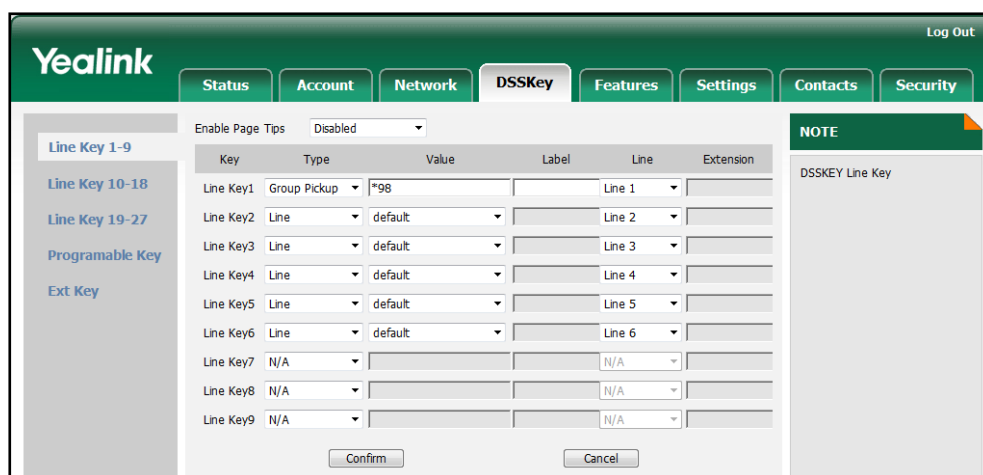 Log Out
Yealink
Status Account Network DSSKey Features Settings Contacts Security
Line Key 1-9
Line Key 10-18
Line Key 19-27
Programable Key
Ext Key
Enable Page Tips Disabled
Key Type Value Label Line Extension
Line Key1 Group Pickup *98 Line 1
Line Key2 Line default Line 2
Line Key3 Line default Line 3
Line Key4 Line default Line 4
Line Key5 Line default Line 5
Line Key6 Line default Line 6
Line Key7 N/A N/A
Line Key8 N/A N/A
Line Key9 N/A N/A
Confirm Cancel
NOTE
DSSKEY Line Key